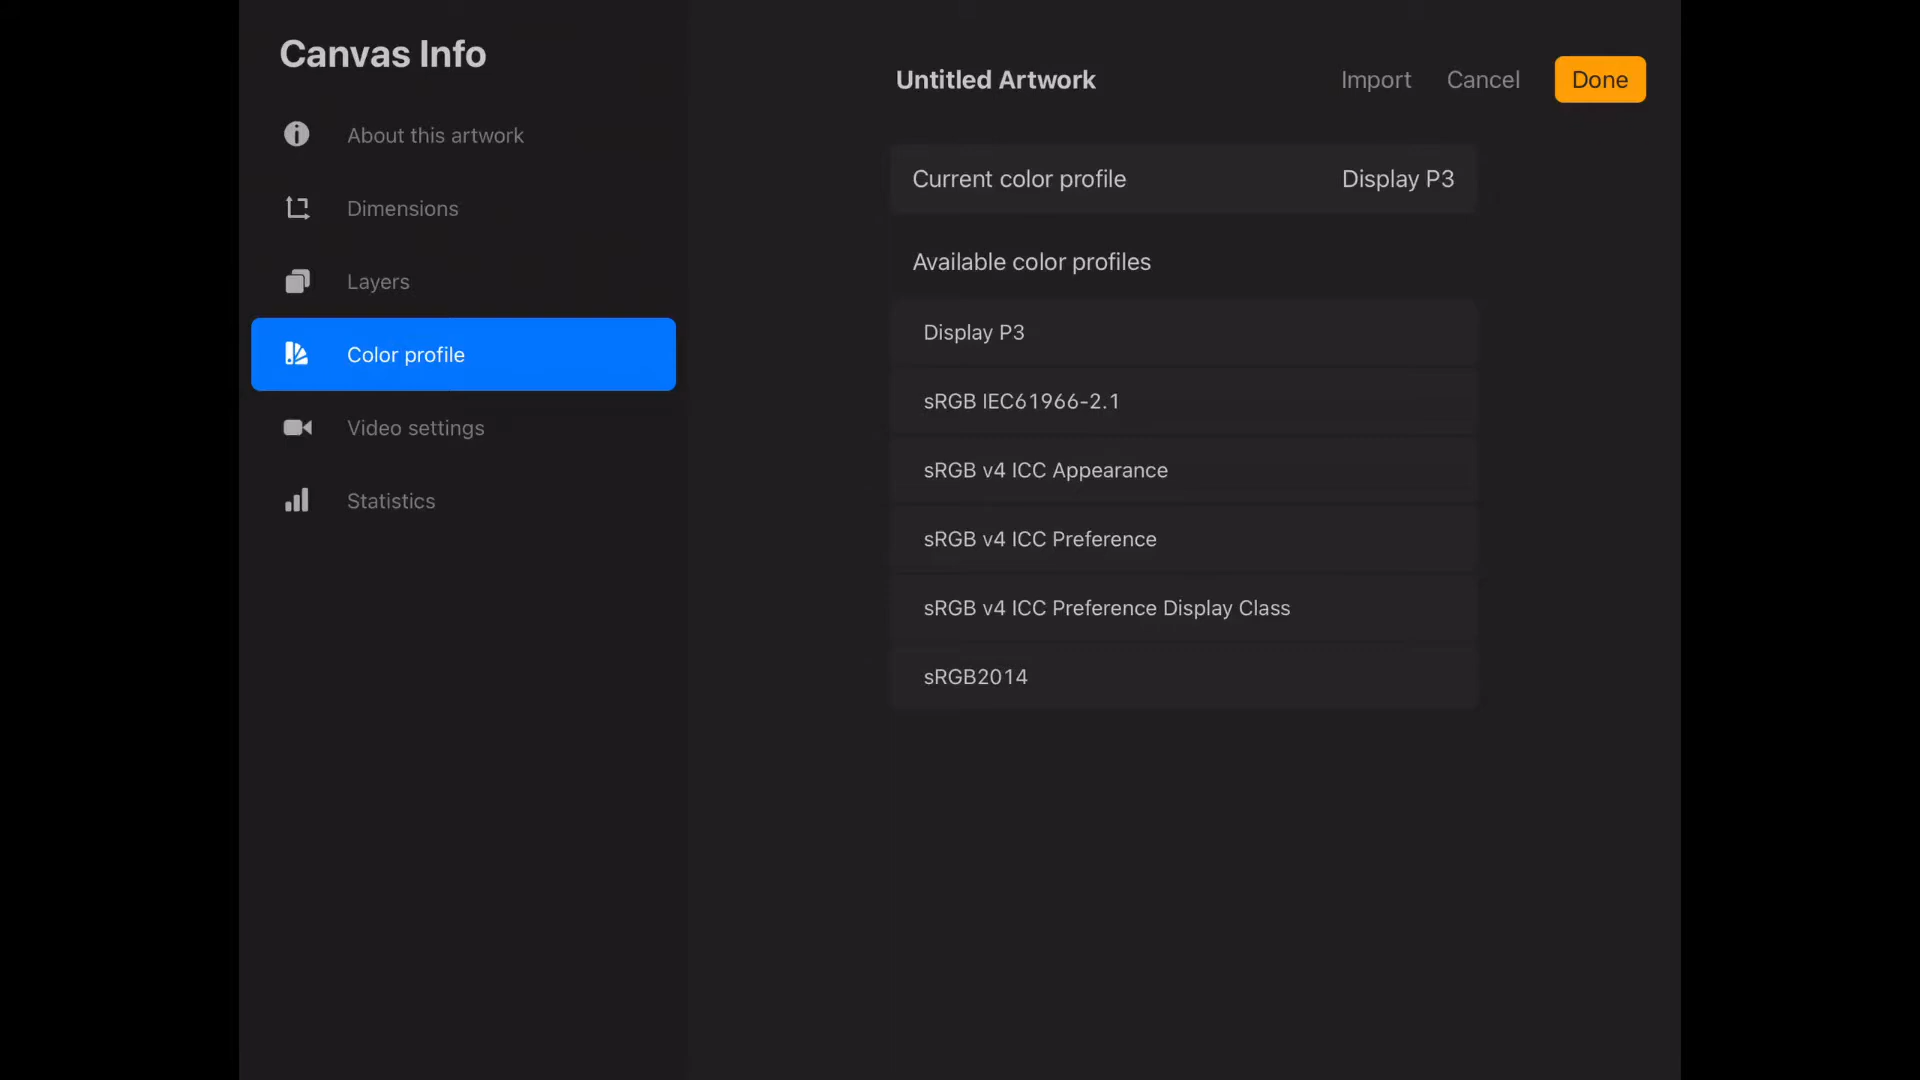 Canvas Info
About this artwork
Dimensions
Layers
Color profile
Video settings
Statistics
Untitled Artwork
Import
Cancel
Done
Current color profile
Display P3
Available color profiles
Display P3
sRGB IEC61966-2.1
sRGB v4 ICC Appearance
sRGB v4 ICC Preference
sRGB v4 ICC Preference Display Class
sRGB2014